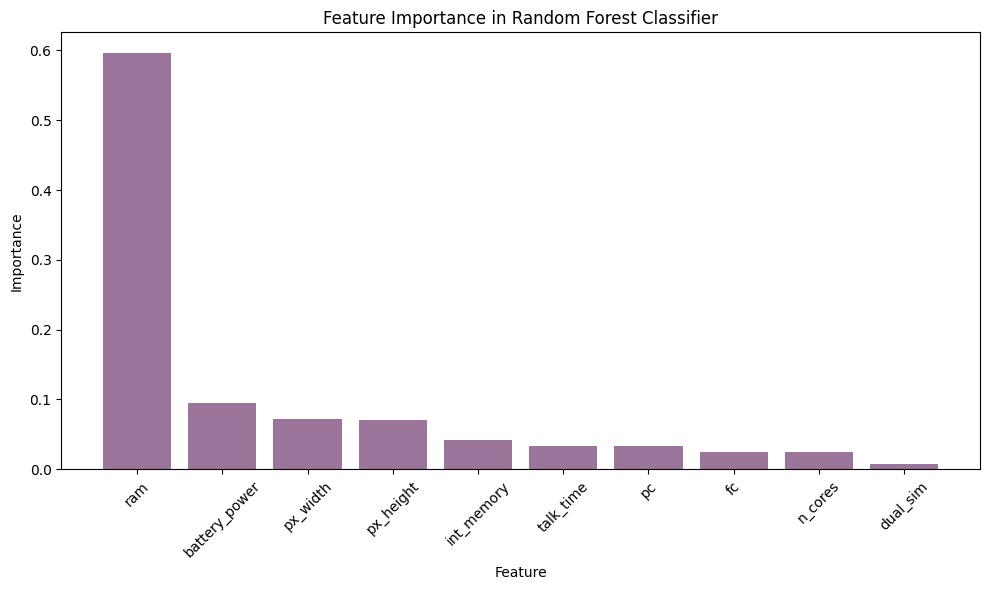 Feature Importance in Random Forest Classifier
Importance
0.6
0.5
0.4
0.3
0.2
0.1
0.0
ram
battery_power
px_width
px_height
int_memory
talk_time
pc
fc
n_cores
dual_sim
Feature